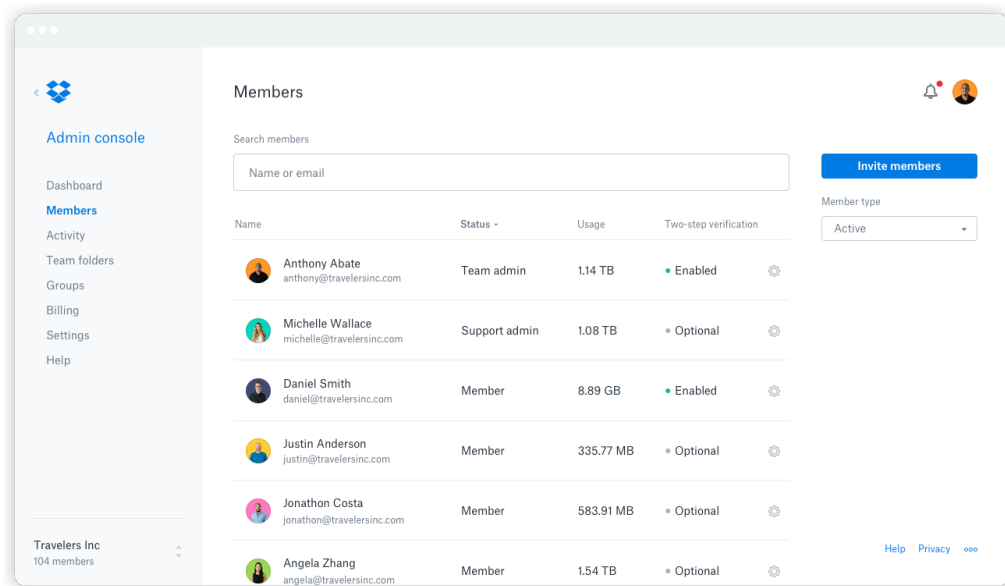 Members
Admin console
Search members
Name or email
Invite members
Member type
Active
Dashboard
Members
Activity
Team folders
Groups
Billing
Settings
Help
Name Status Usage Two-step verification
Anthony Abate
anthony@travelersinc.com
Team admin 1.14 TB Enabled
Michelle Wallace
michelle@travelersinc.com
Support admin 1.08 TB Optional
Daniel Smith
daniel@travelersinc.com
Member 8.89 GB Enabled
Justin Anderson
justin@travelersinc.com
Member 335.77 MB Optional
Jonathon Costa
jonathon@travelersinc.com
Member 583.91 MB Optional
Angela Zhang
angela@travelersinc.com
Member 1.54 TB Optional
Travelers Inc
104 members
Help Privacy